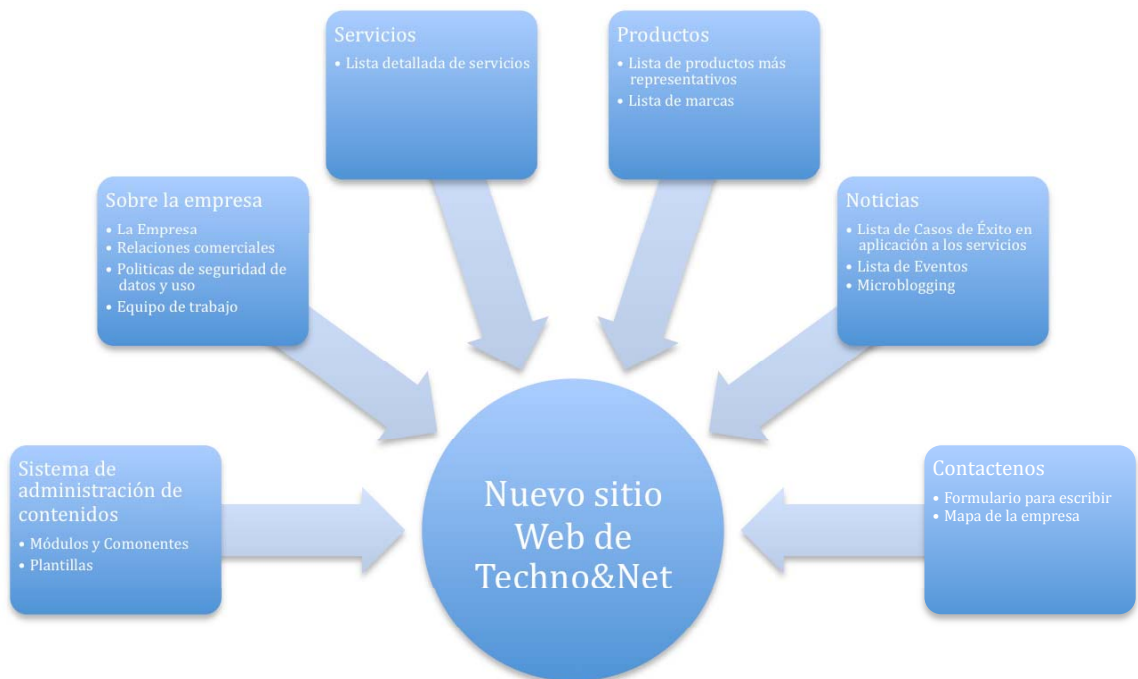 Servicios
• Lista detallada de servicios
Productos
• Lista de productos más
representativos
• Lista de marcas
Sobre la empresa
• La Empresa
• Relaciones comerciales
• Politicas de seguridad de
datos y uso
• Equipo de trabajo
Noticias
• Lista de Casos de Éxito en
aplicación a los servicios
• Lista de Eventos
• Microblogging
Sistema de
administración de
contenidos
• Módulos y Comonentes
• Plantillas
Nuevo sitio
Web de
Techno&Net
Contactenos
• Formulario para escribir
• Mapa de la empresa